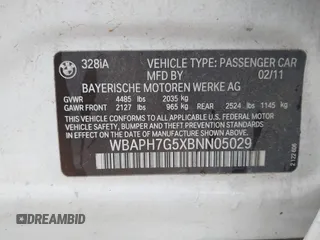 328iA VEHICLE TYPE: PASSENGER CAR
MFD BY 02/11
BAYERISCHE MOTOREN WERKE AG
GVWR 4485 lbs 2035 kg
GAWR FRONT 2127 lbs 965 kg REAR 2524 lbs 1145 kg
THIS VEHICLE CONFORMS TO ALL APPLICABLE U.S. FEDERAL MOTOR
VEHICLE SAFETY, BUMPER AND THEFT PREVENTION STANDARDS
IN EFFECT ON THE DATE OF MANUFACTURE SHOWN ABOVE.
WBAPH7G5XBNN05029
DREAMBID